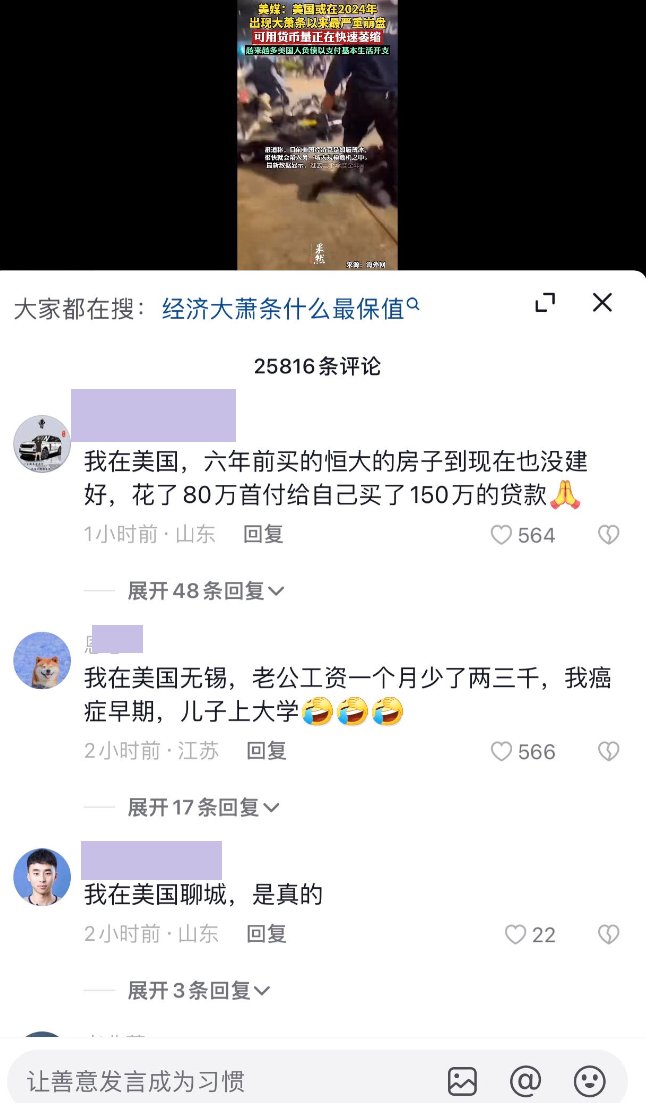 美媒：美国或在2024年
出现大萧条以来最严重崩盘
可用货币量正在快速萎缩
越来越多美国人负债以支付基本生活开支
果然
来源：海外网
大家都在搜：经济大萧条什么最保值
25816条评论
我在美国，六年前买的恒大的房子到现在也没建
好，花了80万首付给自己买了150万的贷款🙏
1小时前·山东 回复 564
展开48条回复
我在美国无锡，老公工资一个月少了两三千，我癌
症早期，儿子上大学🤣🤣🤣
2小时前·江苏 回复 566
展开17条回复
我在美国聊城，是真的
2小时前·山东 回复 22
展开3条回复
让善意发言成为习惯